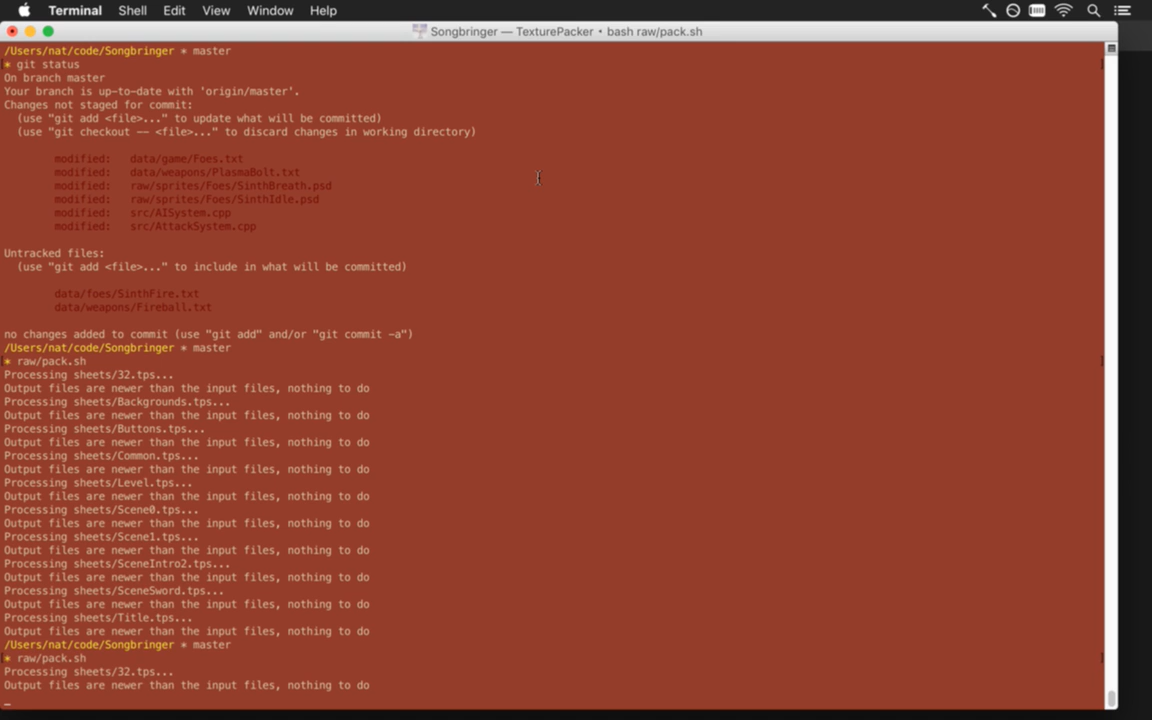 Terminal Shell Edit View Window Help
Songbringer — TexturePacker • bash raw/pack.sh
/Users/nat/code/Songbringer * master
* git status
On branch master
Your branch is up-to-date with 'origin/master'.
Changes not staged for commit:
(use "git add <file>..." to update what will be committed)
(use "git checkout -- <file>..." to discard changes in working directory)
modified: data/game/Foes.txt
modified: data/weapons/PlasmaBolt.txt
modified: raw/sprites/Foes/SinthBreath.psd
modified: raw/sprites/Foes/SinthIdle.psd
modified: src/AISystem.cpp
modified: src/AttackSystem.cpp
Untracked files:
(use "git add <file>..." to include in what will be committed)
data/foes/SinthFire.txt
data/weapons/Fireball.txt
no changes added to commit (use "git add" and/or "git commit -a")
/Users/nat/code/Songbringer * master
* raw/pack.sh
Processing sheets/32.tps...
Output files are newer than the input files, nothing to do
Processing sheets/Backgrounds.tps...
Output files are newer than the input files, nothing to do
Processing sheets/Buttons.tps...
Output files are newer than the input files, nothing to do
Processing sheets/Common.tps...
Output files are newer than the input files, nothing to do
Processing sheets/Level.tps...
Output files are newer than the input files, nothing to do
Processing sheets/Scene0.tps...
Output files are newer than the input files, nothing to do
Processing sheets/Scene1.tps...
Output files are newer than the input files, nothing to do
Processing sheets/SceneIntro2.tps...
Output files are newer than the input files, nothing to do
Processing sheets/SceneSword.tps...
Output files are newer than the input files, nothing to do
Processing sheets/Title.tps...
Output files are newer than the input files, nothing to do
/Users/nat/code/Songbringer * master
* raw/pack.sh
Processing sheets/32.tps...
Output files are newer than the input files, nothing to do